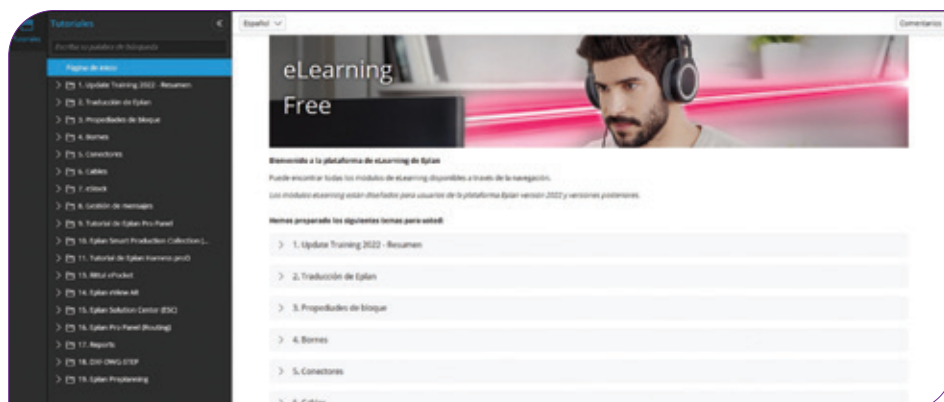 Tutoriales
Tutoriales
Escriba su palabra de búsqueda
Página de inicio
1. Update Training 2022 - Resumen
2. Traducción de Eplan
3. Propiedades de bloque
4. Bornes
5. Conectores
6. Cables
7. eStock
8. Gestión de mensajes
9. Tutorial de Eplan Pro Panel
10. Eplan Smart Production Collection (...
11. Tutorial de Eplan Harness proD
13. Rittal ePocket
14. Eplan eView AR
15. Eplan Solution Center (ESC)
16. Eplan Pro Panel (Routing)
17. Reports
18. DXF-DWG-STEP
19. Eplan Preplanning
Español
Comentarios
eLearning
Free
Bienvenido a la plataforma de eLearning de Eplan
Puede encontrar todas los módulos de eLearning disponibles a través de la navegación.
Los módulos eLearning están diseñados para usuarios de la plataforma Eplan versión 2022 y versiones posteriores.
Hemos preparado los siguientes temas para usted:
1. Update Training 2022 - Resumen
2. Traducción de Eplan
3. Propiedades de bloque
4. Bornes
5. Conectores
6. Cables